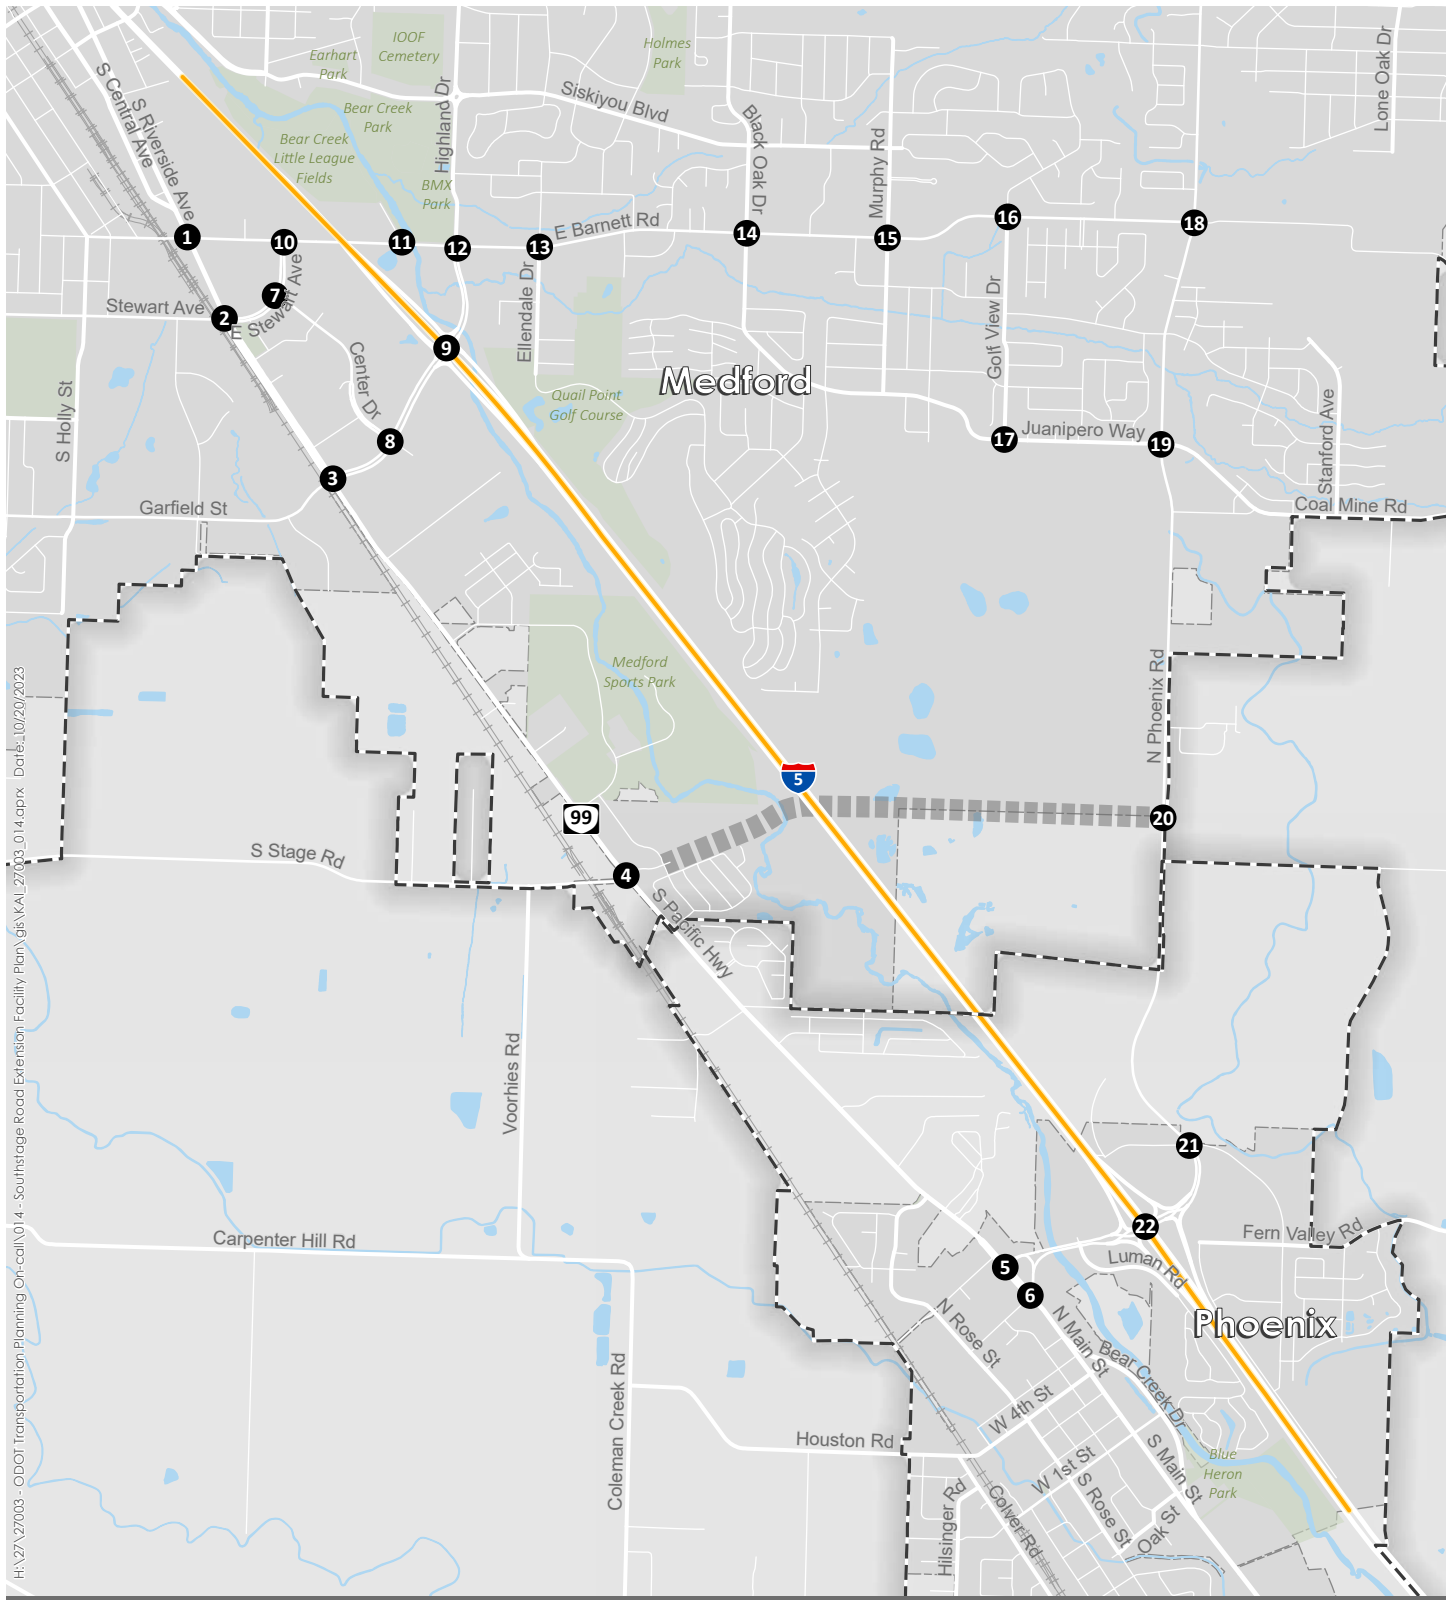 IOOF
Cemetery
Earhart
Park
Holmes
Park
Lone Oak Dr
S Central Ave
S Riverside Ave
Bear Creek
Park
Bear Creek
Little League
Fields
Highland Dr
BMX
Park
Siskiyou Blvd
Black Oak Dr
Murphy Rd
1
10
11
12
13
E Barnett Rd
14
15
16
18
7
Stewart Ave
2
E Stewart Ave
Center Dr
9
Ellendale Dr
Golf View Dr
Medford
Quail Point
Golf Course
S Holly St
8
3
17
Juanipero Way
19
Stanford Ave
Garfield St
Coal Mine Rd
Medford
Sports Park
N Phoenix Rd
5
99
20
S Stage Rd
4
S Pacific Hwy
Voorhies Rd
21
Carpenter Hill Rd
22
Fern Valley Rd
5
Luman Rd
6
Phoenix
N Rose St
N Main St
Bear Creek Dr
Coleman Creek Rd
W 4th St
Houston Rd
S Main St
Blue
Heron
Park
W 1st St
S Rose St
Hilsinger Rd
Colver Rd
Oak St
H:\27\27003 - ODOT Transportation Planning On-call\014 - Southstage Road Extension Facility Plan\gis\KAI_27003_014.aprx Date: 10/20/2023